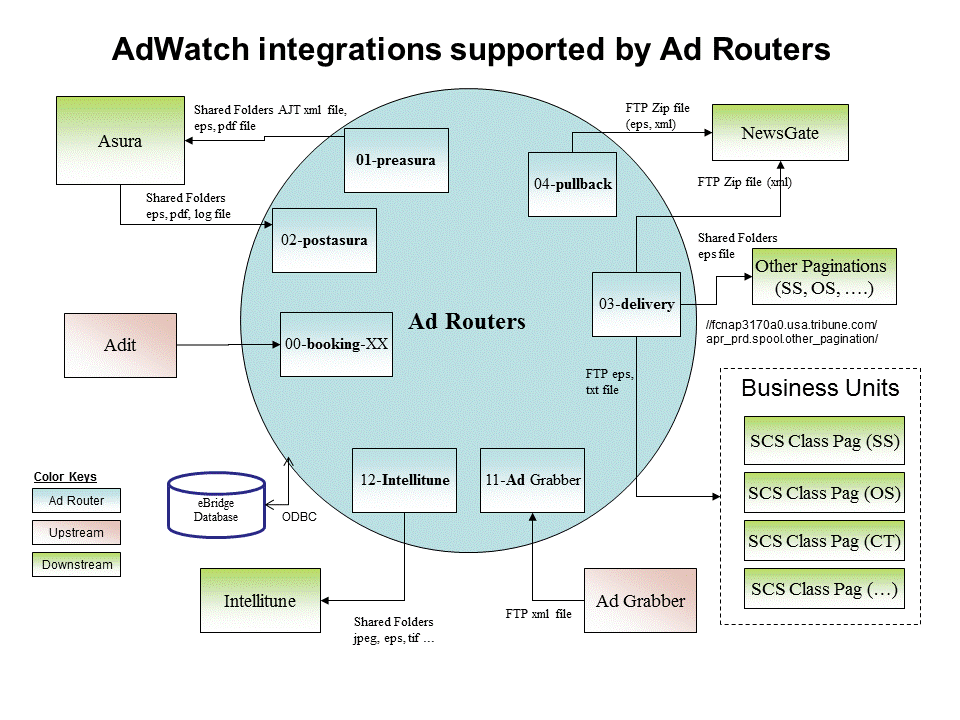 AdWatch integrations supported by Ad Routers
Shared Folders AJT xml file,
eps, pdf file
Asura
01-preasura
FTP Zip file
(eps, xml)
NewsGate
04-pullback
FTP Zip file (xml)
Shared Folders
eps, pdf, log file
02-postasura
Shared Folders
eps file
Other Paginations
(SS, OS, ….)
03-delivery
Ad Routers
//fcnap3170a0.usa.tribune.com/
apr_prd.spool.other_pagination/
Adit
00-booking-XX
FTP eps,
txt file
Business Units
SCS Class Pag (SS)
SCS Class Pag (OS)
SCS Class Pag (CT)
SCS Class Pag (…)
12-Intellitune
11-Ad Grabber
Color Keys
Ad Router
Upstream
Downstream
eBridge
Database
ODBC
Intellitune
Shared Folders
jpeg, eps, tif …
FTP xml file
Ad Grabber